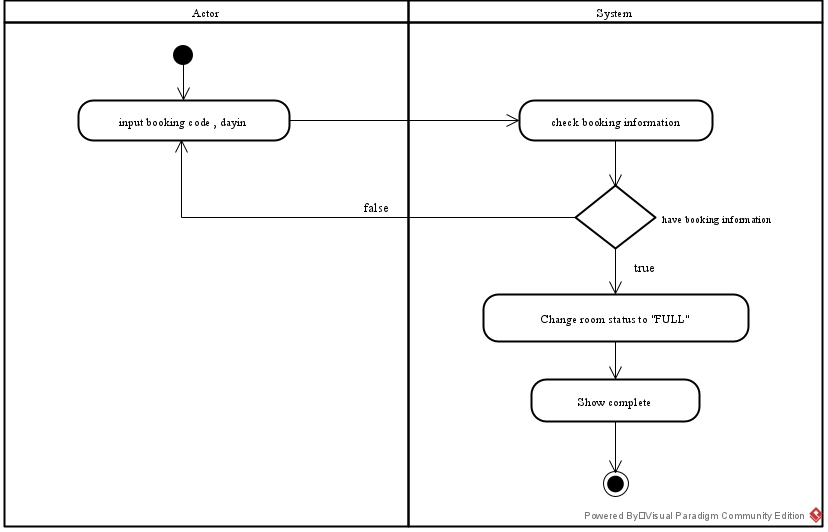 Actor
System
input booking code , dayin
check booking information
false
have booking information
true
Change room status to "FULL"
Show complete
Powered By Visual Paradigm Community Edition